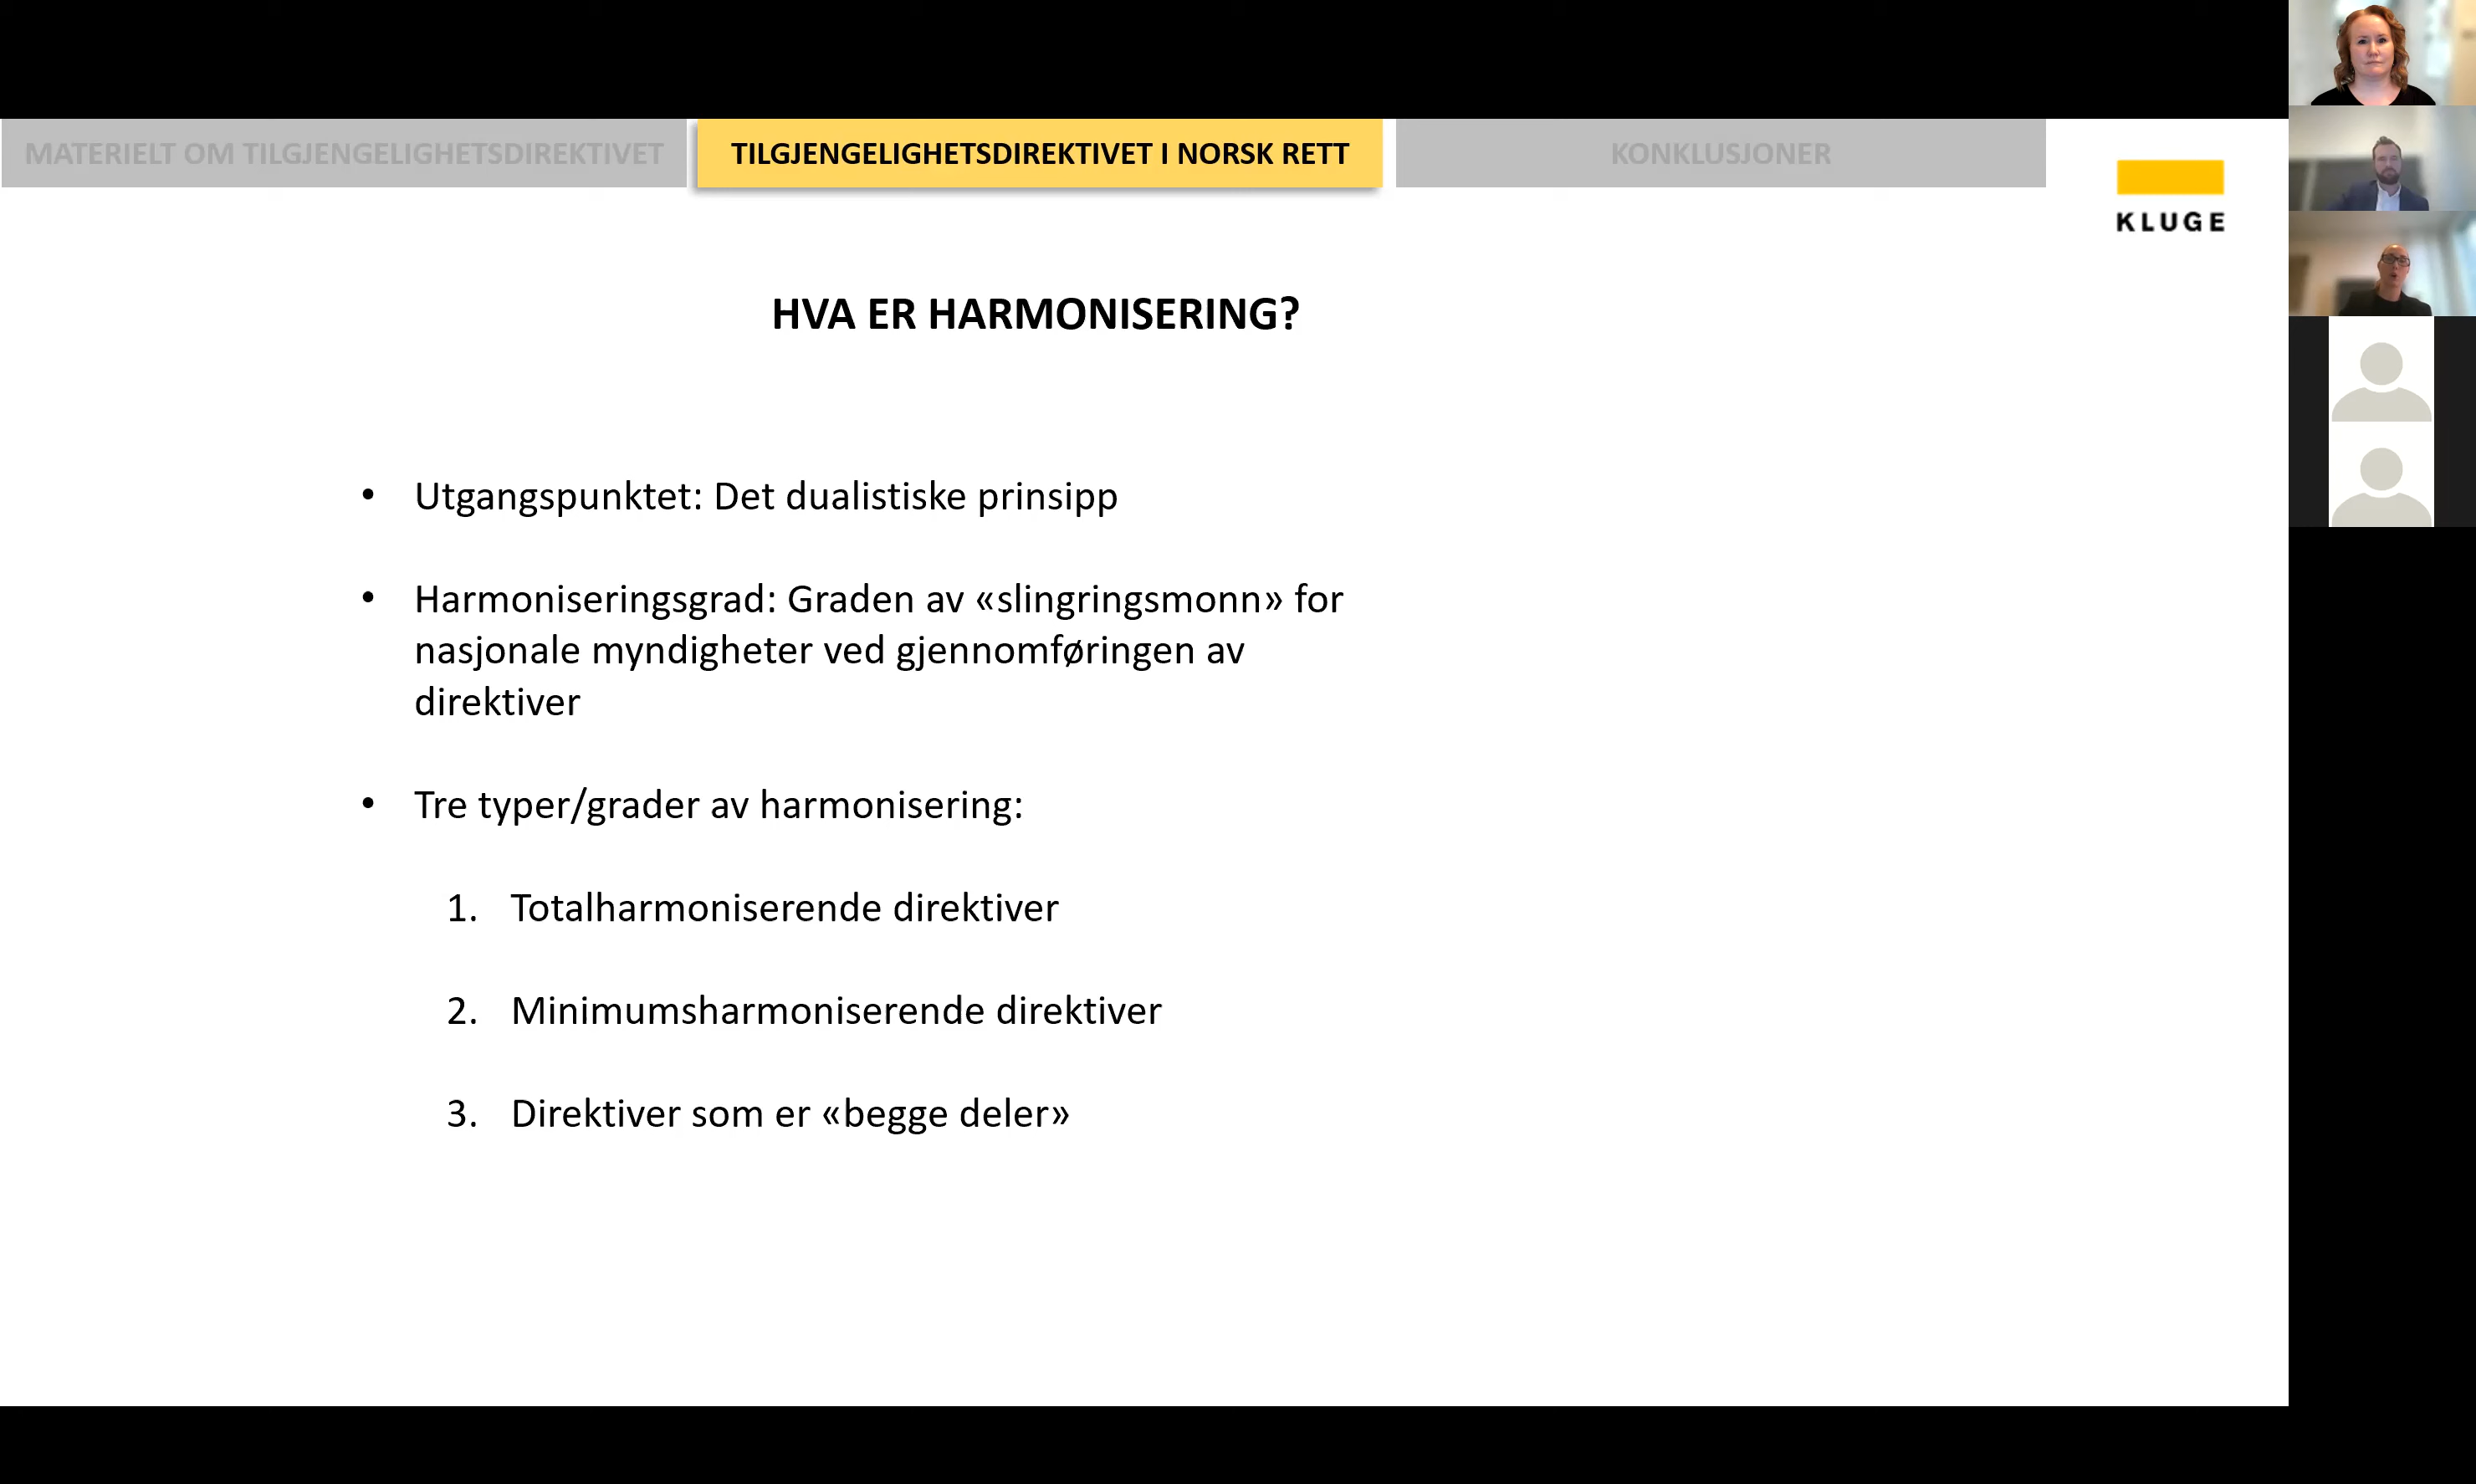 MATERIELT OM TILGJENGELIGHETSDIREKTIVET
TILGJENGELIGHETSDIREKTIVET I NORSK RETT
KONKLUSJONER
KLUGE
HVA ER HARMONISERING?
• Utgangspunktet: Det dualistiske prinsipp
• Harmoniseringsgrad: Graden av «slingringsmonn» for
nasjonale myndigheter ved gjennomføringen av
direktiver
• Tre typer/grader av harmonisering:
1. Totalharmoniserende direktiver
2. Minimumsharmoniserende direktiver
3. Direktiver som er «begge deler»